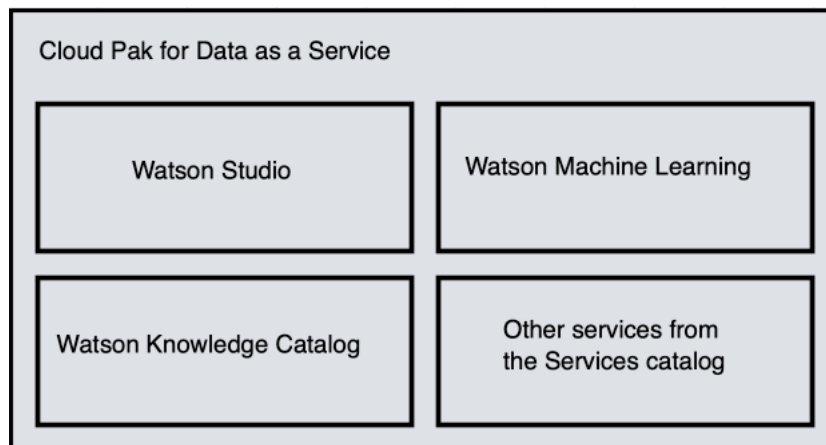 Cloud Pak for Data as a Service
Watson Studio
Watson Machine Learning
Watson Knowledge Catalog
Other services from
the Services catalog